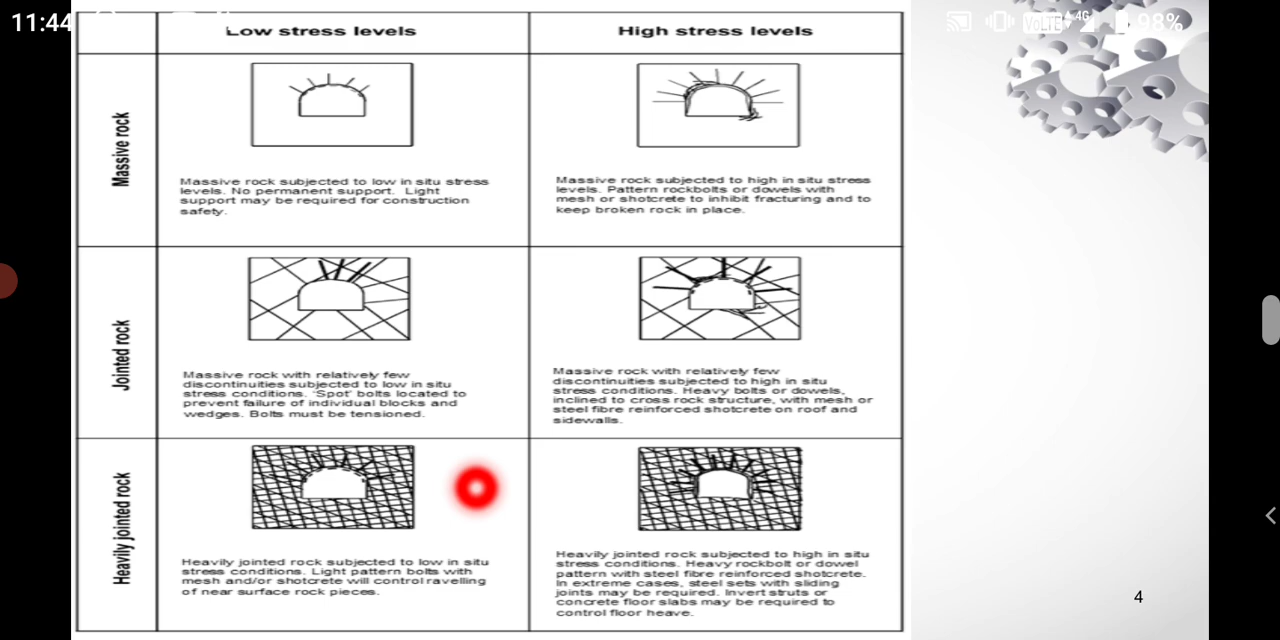 11:44
VoLTE 4G 98%
Low stress levels
High stress levels
Massive rock
Massive rock subjected to low in situ stress
levels. No permanent support. Light
support may be required for construction
safety.
Massive rock subjected to high in situ stress
levels. Pattern rockbolts or dowels with
mesh or shotcrete to inhibit fracturing and to
keep broken rock in place.
Jointed rock
Massive rock with relatively few
discontinuities subjected to low in situ
stress conditions. 'Spot' bolts located to
prevent failure of individual blocks and
wedges. Bolts must be tensioned.
Massive rock with relatively few
discontinuities subjected to high in situ
stress conditions. Heavy bolts or dowels,
inclined to cross rock structure, with mesh or
steel fibre reinforced shotcrete on roof and
sidewalls.
Heavily jointed rock
Heavily jointed rock subjected to low in situ
stress conditions. Light pattern bolts with
mesh and/or shotcrete will control ravelling
of near surface rock pieces.
Heavily jointed rock subjected to high in situ
stress conditions. Heavy rockbolt or dowel
pattern with steel fibre reinforced shotcrete.
In extreme cases, steel sets with sliding
joints may be required. Invert struts or
concrete floor slabs may be required to
control floor heave.
4